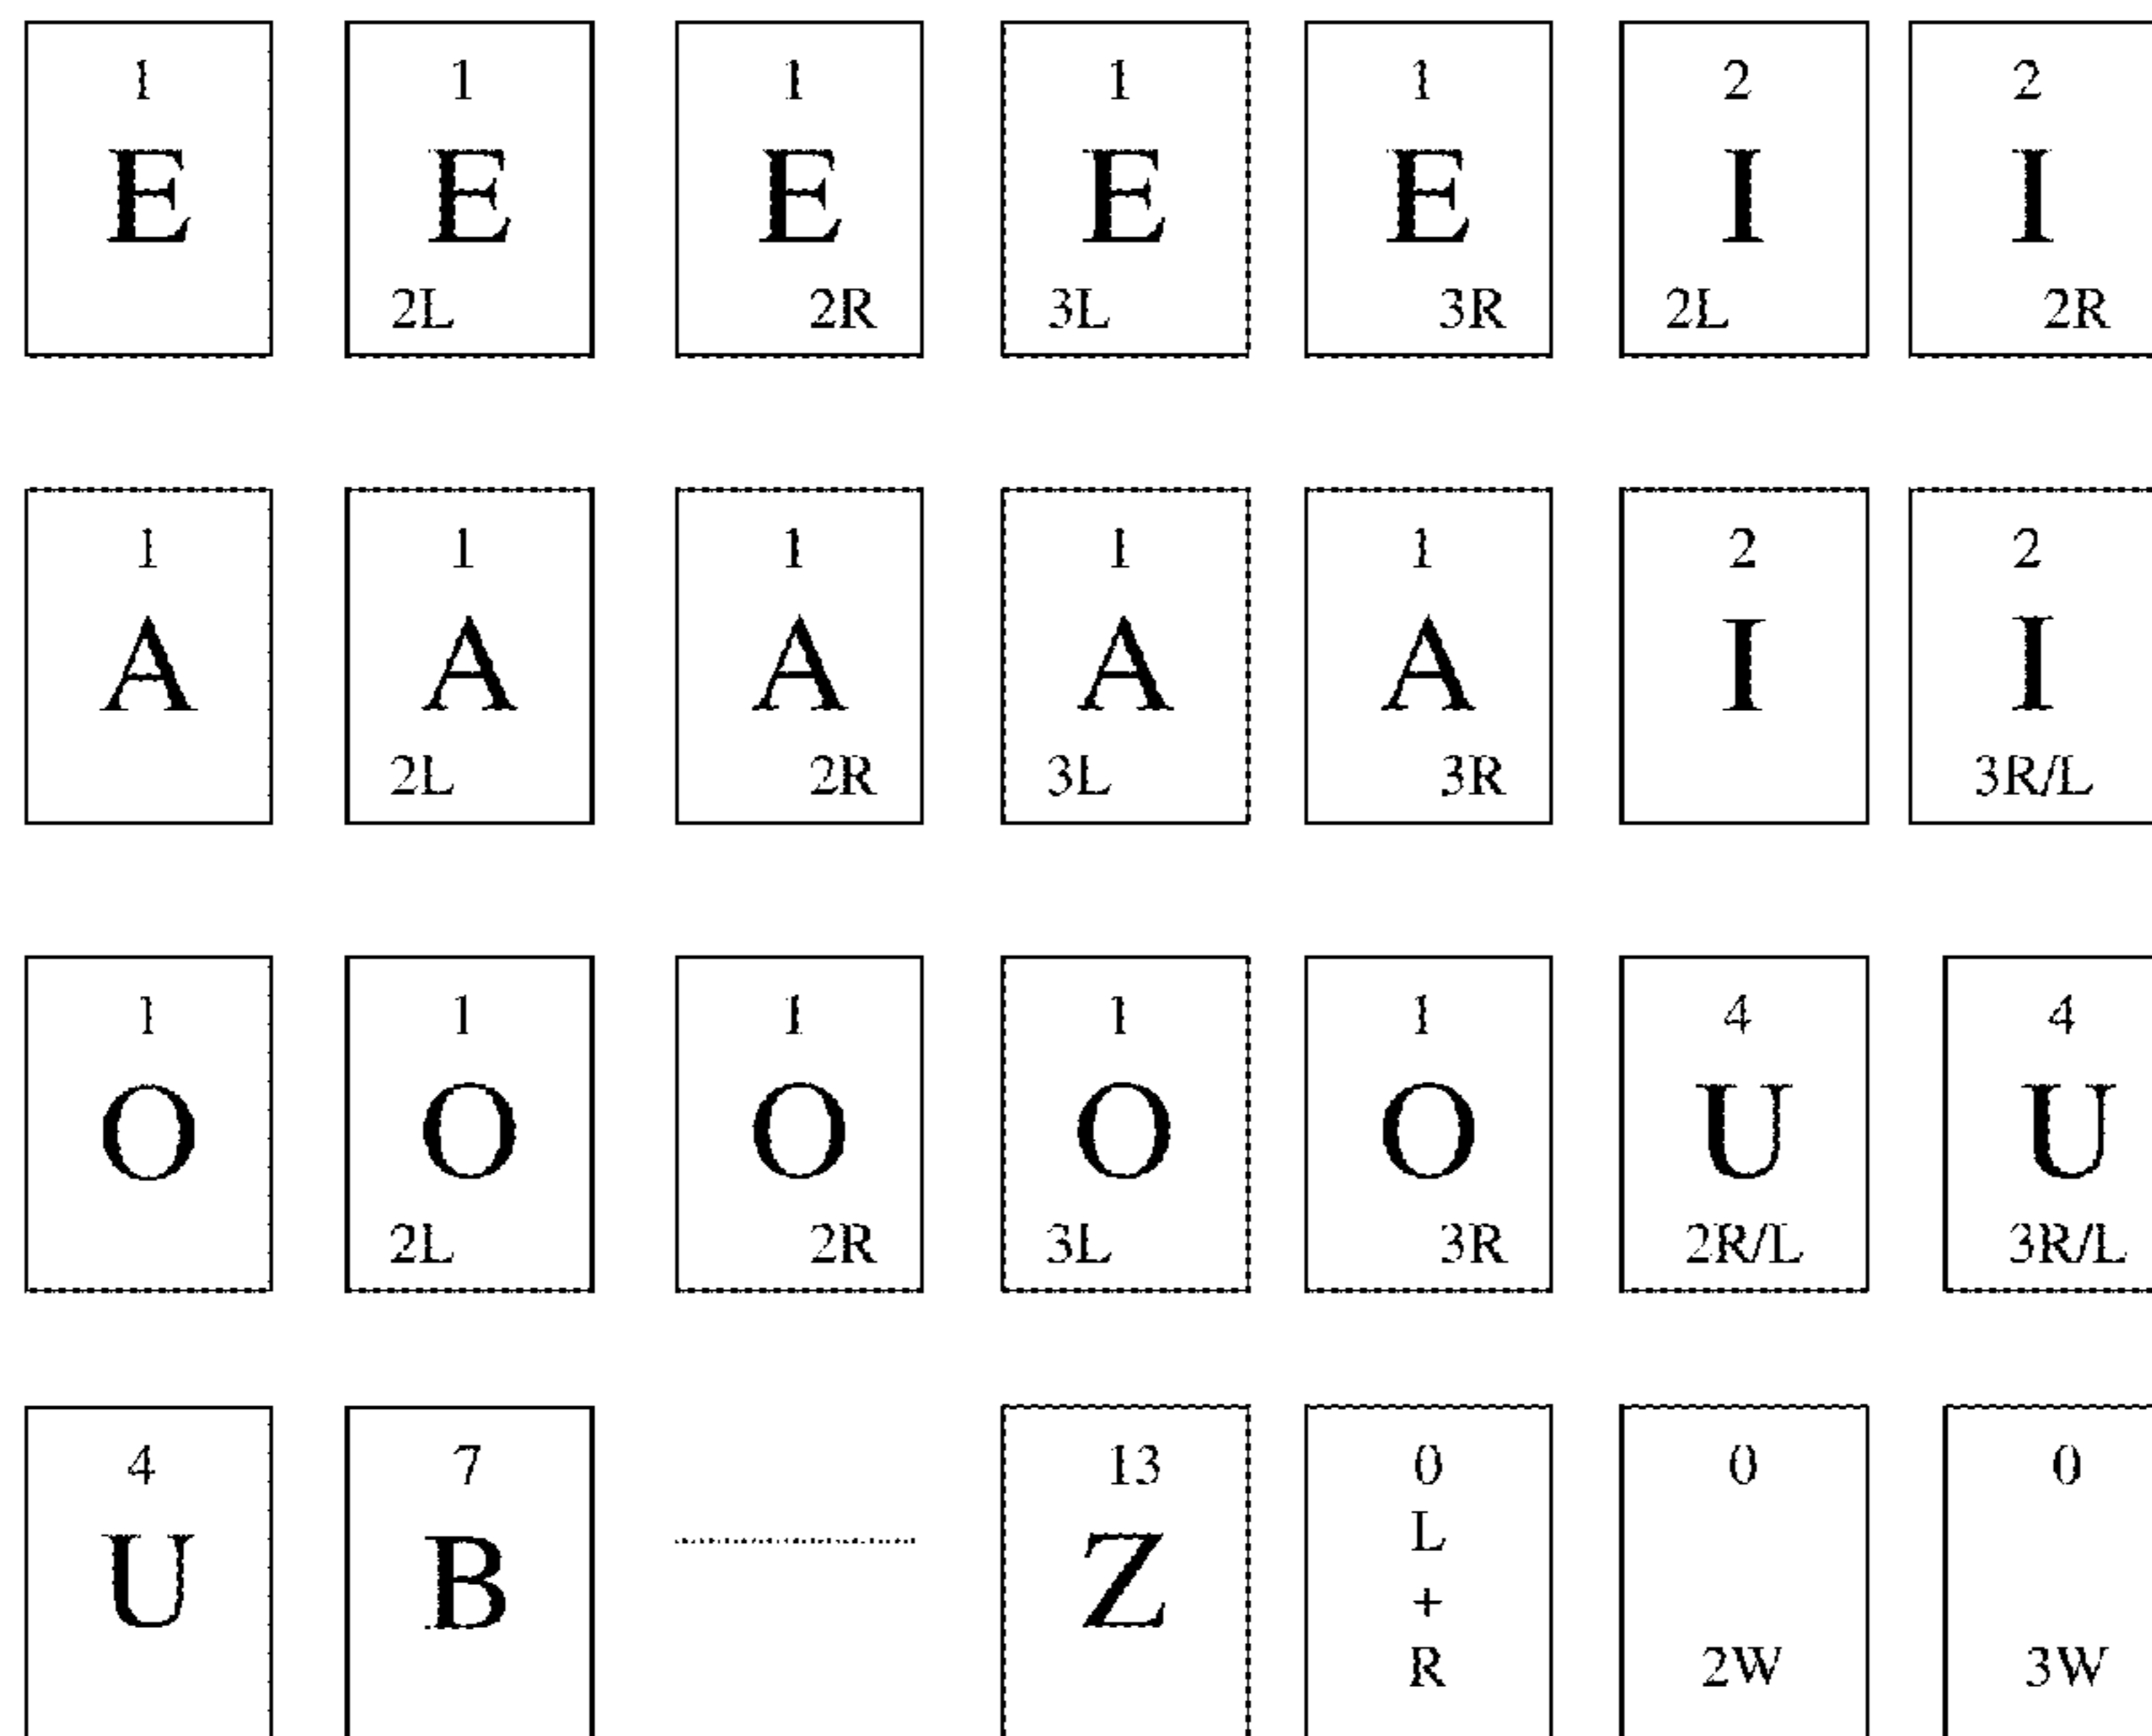 1 1 1 1 1 2 2
E E E E E I I
2L 2R 3L 3R 2L 2R
1 1 1 1 1 2 2
A A A A A I I
2L 2R 3L 3R 3R/L
1 1 1 1 1 4 4
O O O O O U U
2L 2R 3L 3R 2R/L 3R/L
4 7 13 0 0 0
L
U B Z
+
R 2W 3W